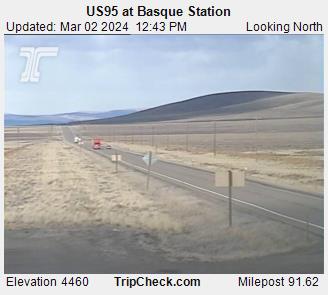 US95 at Basque Station
Updated: Mar 02 2024 12:43 PM Looking North
Elevation 4460 TripCheck.com Milepost 91.62